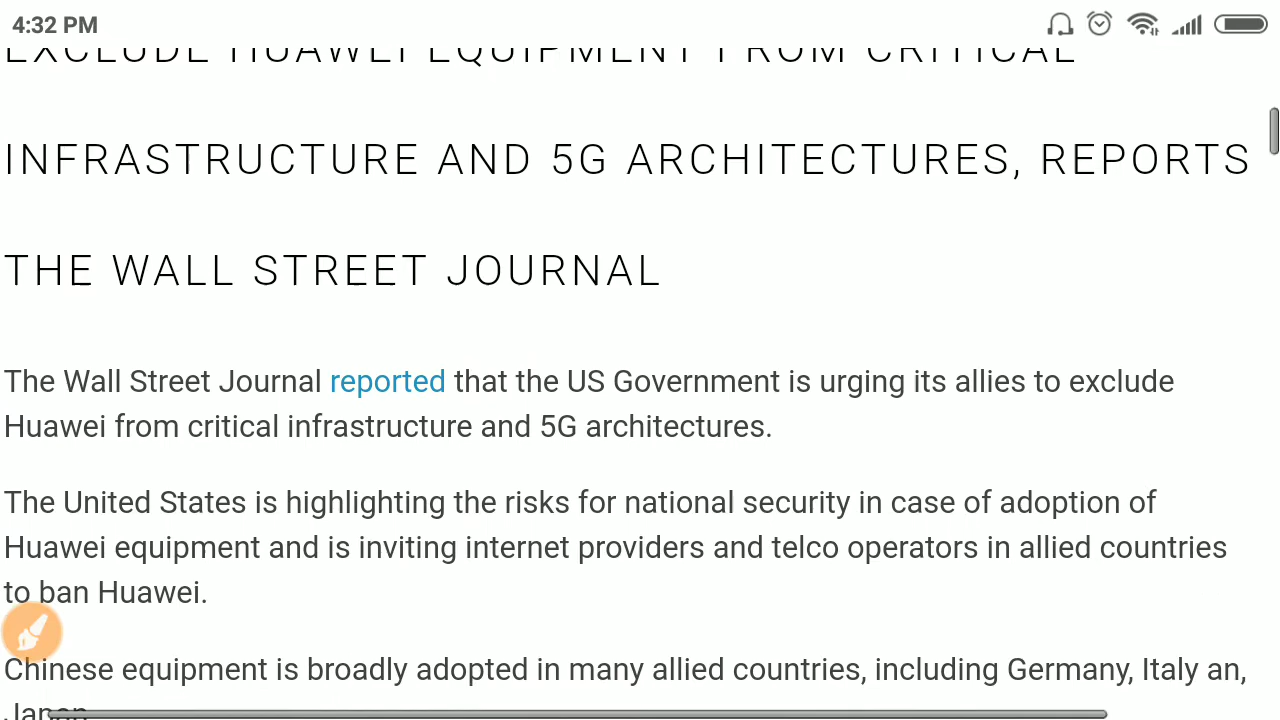 4:32 PM
EXCLUDE HUAWEI EQUIPMENT FROM CRITICAL
INFRASTRUCTURE AND 5G ARCHITECTURES, REPORTS
THE WALL STREET JOURNAL
The Wall Street Journal reported that the US Government is urging its allies to exclude
Huawei from critical infrastructure and 5G architectures.
The United States is highlighting the risks for national security in case of adoption of
Huawei equipment and is inviting internet providers and telco operators in allied countries
to ban Huawei.
Chinese equipment is broadly adopted in many allied countries, including Germany, Italy an,
Japan